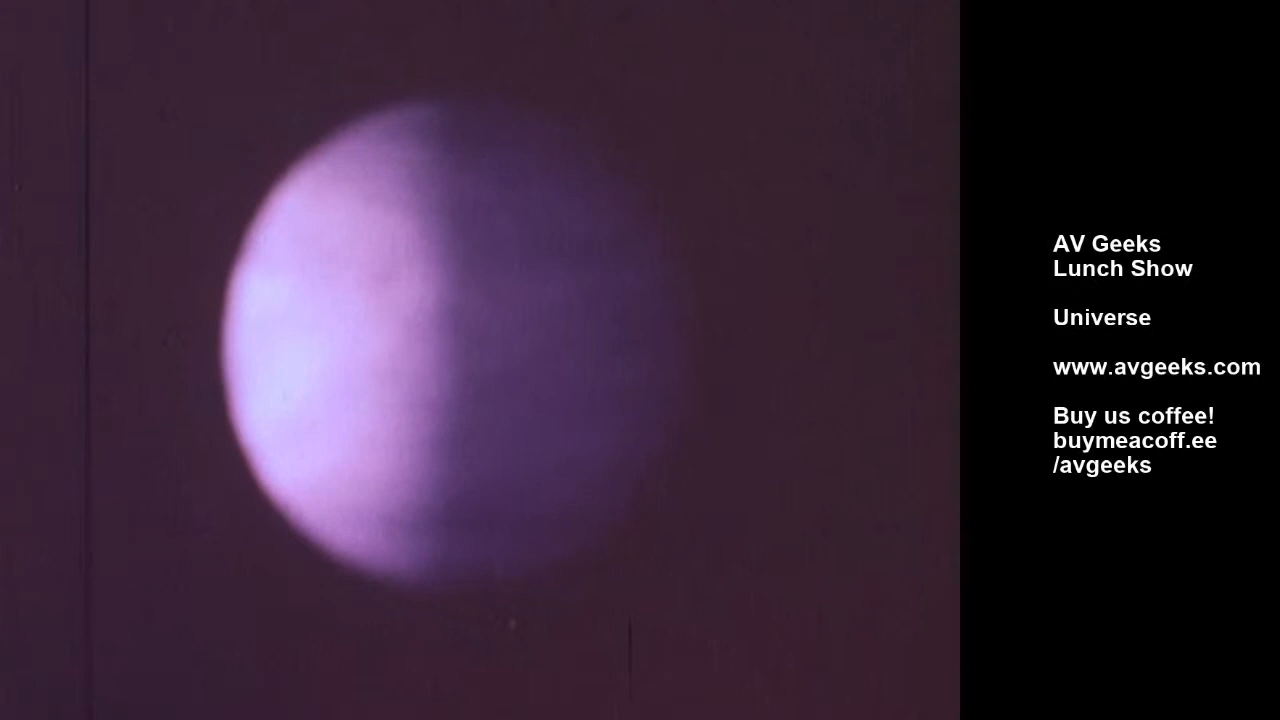 AV Geeks
Lunch Show
Universe
www.avgeeks.com
Buy us coffee!
buymeacoff.ee
/avgeeks